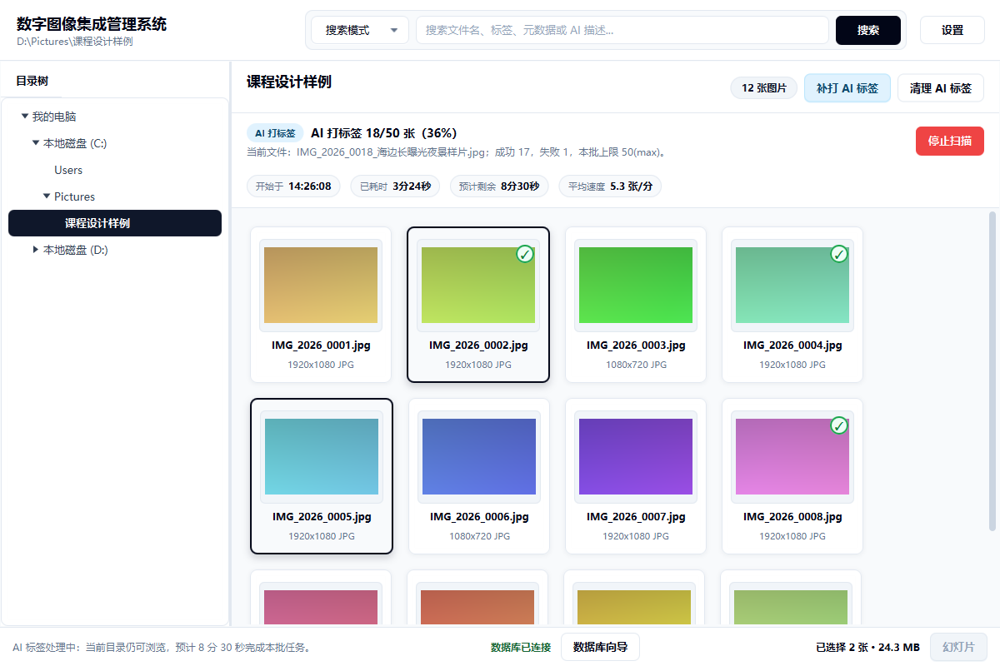 数字图像集成管理系统
D:\Pictures\课程设计样例
搜索模式
搜索文件名、标签、元数据或 AI 描述...
搜索
设置
目录树
我的电脑
本地磁盘 (C:)
Users
Pictures
课程设计样例
本地磁盘 (D:)
课程设计样例
12 张图片
补打 AI 标签
清理 AI 标签
AI 打标签
AI 打标签 18/50 张（36%）
当前文件：IMG_2026_0018_海边长曝光夜景样片.jpg；成功 17，失败 1，本批上限 50(max)。
停止扫描
开始于 14:26:08
已耗时 3分24秒
预计剩余 8分30秒
平均速度 5.3 张/分
IMG_2026_0001.jpg
1920x1080 JPG
IMG_2026_0002.jpg
1920x1080 JPG
IMG_2026_0003.jpg
1080x720 JPG
IMG_2026_0004.jpg
1920x1080 JPG
IMG_2026_0005.jpg
1920x1080 JPG
IMG_2026_0006.jpg
1080x720 JPG
IMG_2026_0007.jpg
1920x1080 JPG
IMG_2026_0008.jpg
1920x1080 JPG
AI 标签处理中：当前目录仍可浏览，预计 8 分 30 秒完成本批任务。
数据库已连接
数据库向导
已选择 2 张 • 24.3 MB
幻灯片